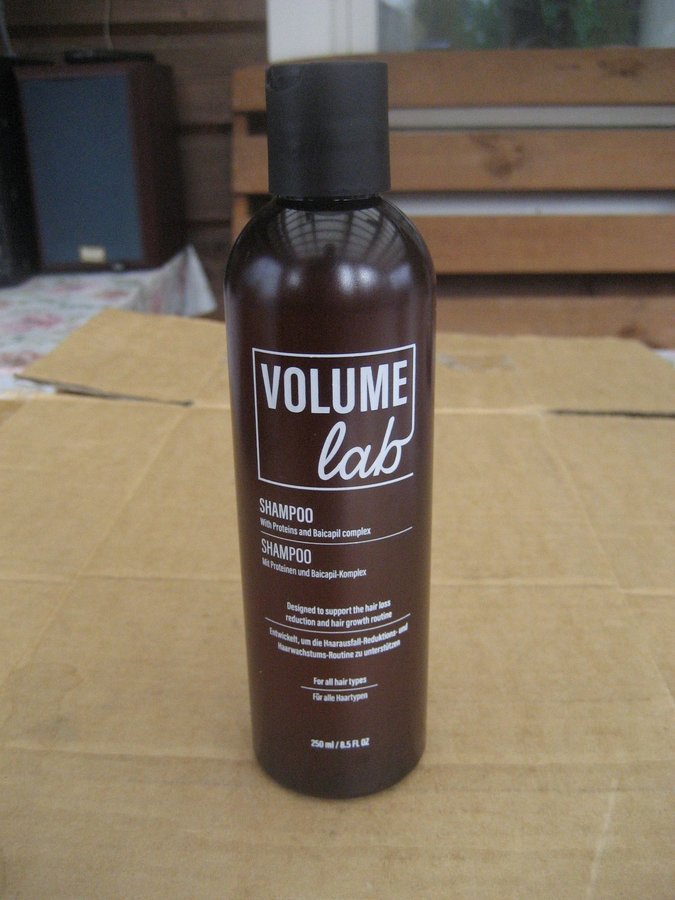 VOLUME
lab
SHAMPOO
With Proteins and Baicapil complex
SHAMPOO
Mit Proteinen und Baicapil-Komplex
Designed to support the hair loss
reduction and hair growth routine
Entwickelt, um die Haarausfall-Reduktions- und
Haarwachstums-Routine zu unterstützen
For all hair types
Für alle Haartypen
250 ml / 8.5 FL OZ